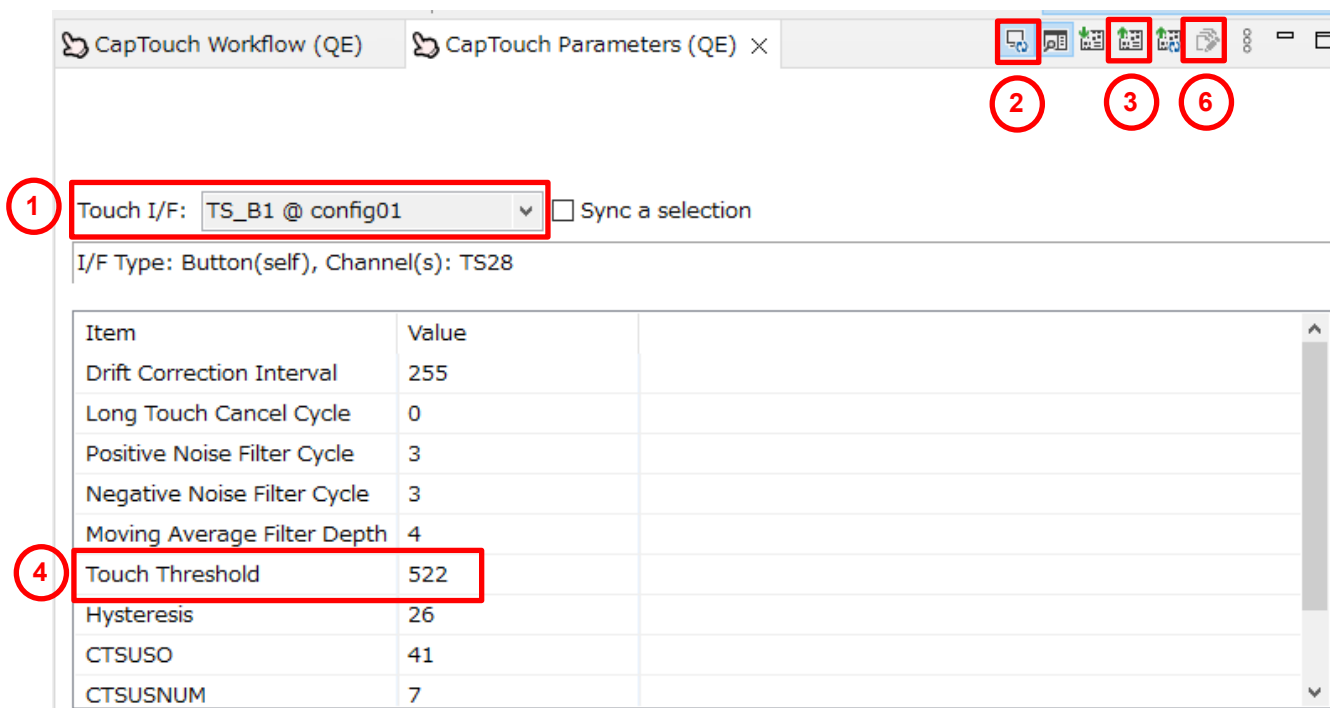 CapTouch Workflow (QE) CapTouch Parameters (QE)
2 3 6
1 Touch I/F: TS_B1 @ config01 Sync a selection
I/F Type: Button(self), Channel(s): TS28
Item Value
Drift Correction Interval 255
Long Touch Cancel Cycle 0
Positive Noise Filter Cycle 3
Negative Noise Filter Cycle 3
Moving Average Filter Depth 4
4 Touch Threshold 522
Hysteresis 26
CTSUSO 41
CTSUSNUM 7